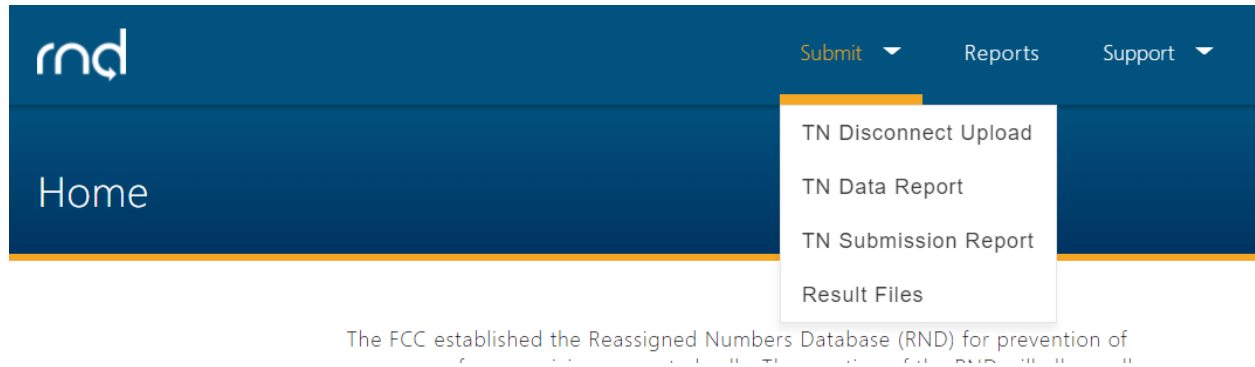 rnd
Submit Reports Support
TN Disconnect Upload
Home
TN Data Report
TN Submission Report
Result Files
The FCC established the Reassigned Numbers Database (RND) for prevention of